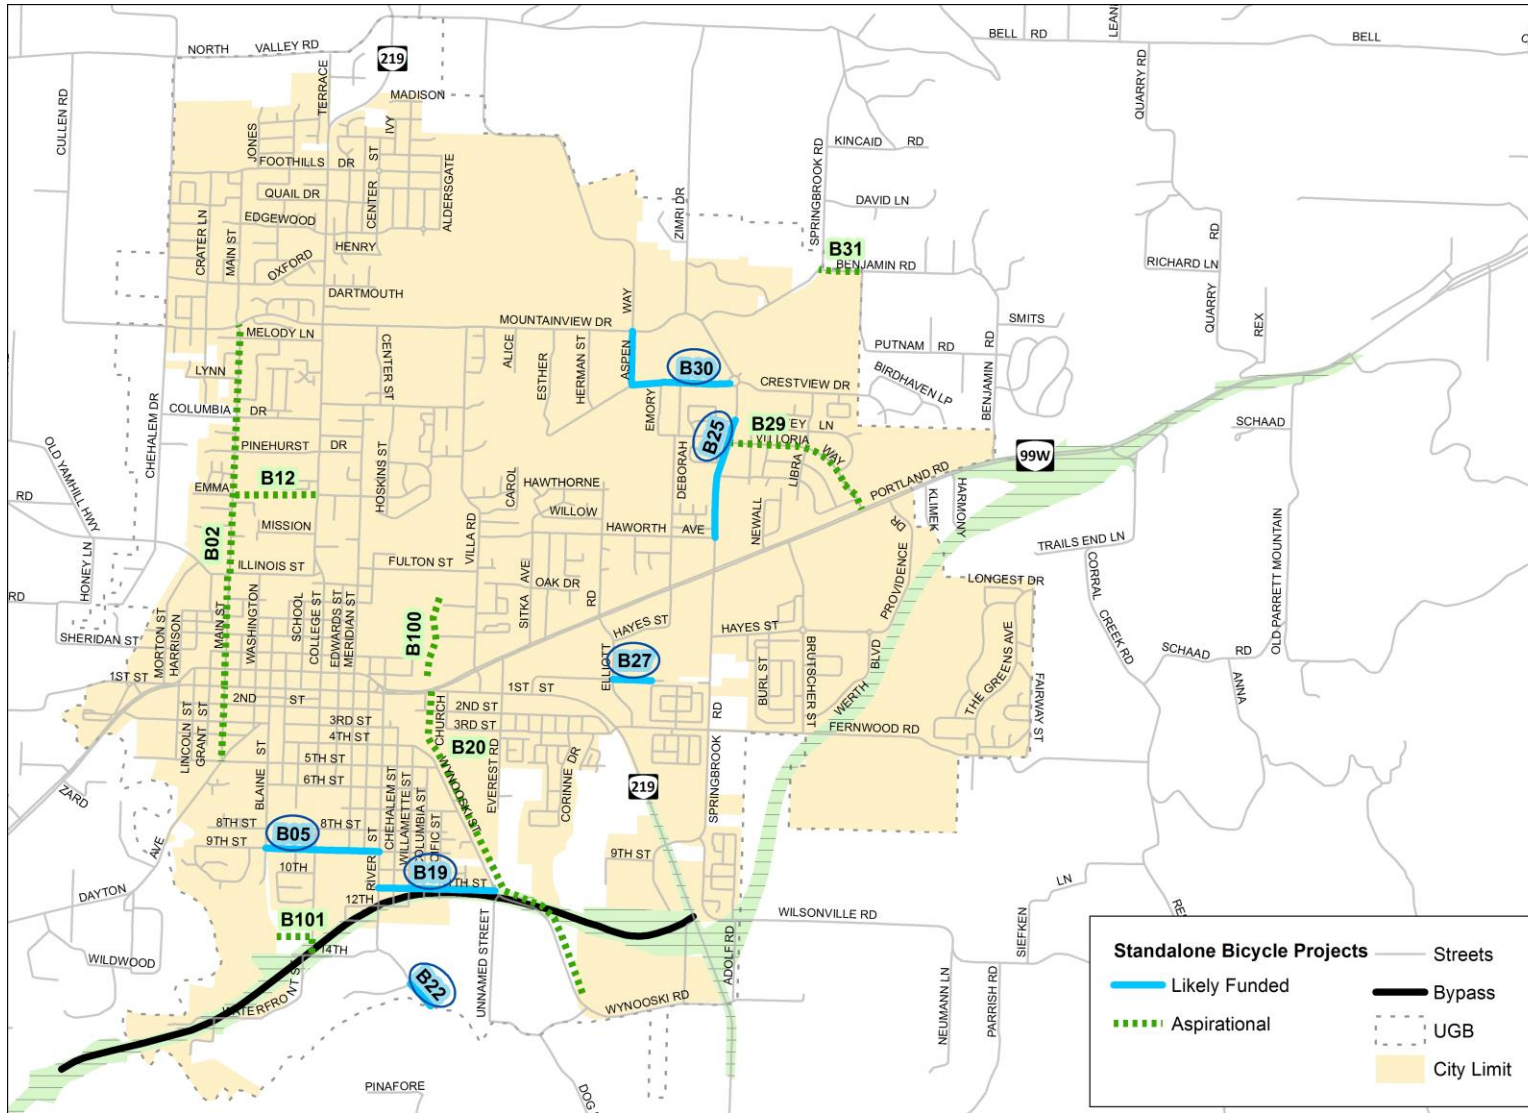 NORTH VALLEY RD
219
BELL RD
LEAN
BELL
CULLEN RD
TERRACE
MADISON
IVY
JONES
QUARRY RD
FOOTHILLS DR
CENTER ST
SPRINGBROOK RD
KINCAID RD
QUAIL DR
ALDERSGATE
DAVID LN
EDGEWOOD
CRATER LN
MAIN ST
HENRY
ZIMRI DR
B31
BENJAMIN RD
QUARRY RD
RICHARD LN
OXFORD
DARTMOUTH
ASPEN WAY
MOUNTAINVIEW DR
SMITS
REX
MELODY LN
CENTER ST
ALICE
ESTHER
HERMAN ST
PUTNAM RD
BENJAMIN RD
LYNN
B30
CRESTVIEW DR
BIRDHAVEN LP
CHEHALEM DR
COLUMBIA DR
EMORY
B25
B29
EY LN
VILLORIA WAY
SCHAAD
OLD YAMHILL HWY
PINEHURST DR
HOSKINS ST
DEBORAH
LIBRA
99W
EMMA
B12
CAROL
HAWTHORNE
PORTLAND RD
KLIMEK
HARMONY
RD
MISSION
WILLOW
VILLA RD
HAWORTH AVE
NEWALL
B02
HONEY LN
ILLINOIS ST
FULTON ST
OAK DR
SITKA AVE
RD
PROVIDENCE DR
TRAILS END LN
LONGEST DR
CORRAL CREEK RD
OLD PARRETT MOUNTAIN
RD
SHERIDAN ST
MORTON ST
HARRISON
MAIN ST
WASHINGTON
SCHOOL
COLLEGE ST
EDWARDS ST
MERIDIAN ST
B100
HAYES ST
HAYES ST
ELLIOTT
B27
BURL ST
BRUTSCHER ST
WERTH BLVD
THE GREENS AVE
FAIRWAY ST
SCHAAD RD
ANINA
1ST ST
2ND ST
LINCOLN ST
GRANT ST
3RD ST
4TH ST
CHURCH
1ST ST
2ND ST
3RD ST
B20
FERNWOOD RD
5TH ST
6TH ST
BLAINE ST
WYNOOSKI ST
EVEREST RD
CORINNE DR
219
SPRINGBROOK RD
ZARD
8TH ST
8TH ST
B05
9TH ST
CHEHALEM ST
WILLAMETTE ST
OLUMBIA ST
IFIC ST
RIVER ST
9TH ST
10TH
B19
1TH ST
12TH
DAYTON AVE
B101
14TH
WILDWOOD
WATERFRO
NT ST
B22
UNNAMED STREET
WYNOOSKI RD
ADOLF RD
WILSONVILLE RD
NEUMANN LN
PARRISH RD
SIEFKEN LN
PINAFORE
DOG
Standalone Bicycle Projects
Likely Funded
Aspirational
Streets
Bypass
UGB
City Limit